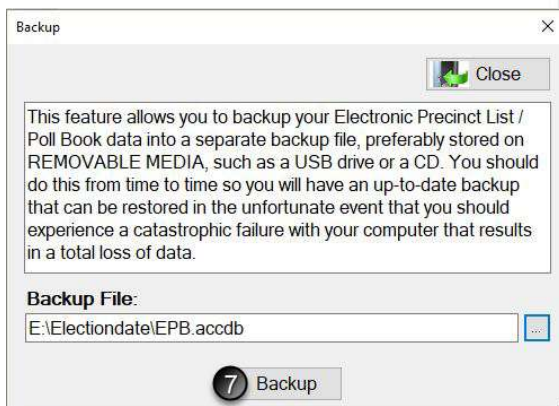 Backup
Close
This feature allows you to backup your Electronic Precinct List /
Poll Book data into a separate backup file, preferably stored on
REMOVABLE MEDIA, such as a USB drive or a CD. You should
do this from time to time so you will have an up-to-date backup
that can be restored in the unfortunate event that you should
experience a catastrophic failure with your computer that results
in a total loss of data.
Backup File:
E:\Electiondate\EPB.accdb
...
7 Backup